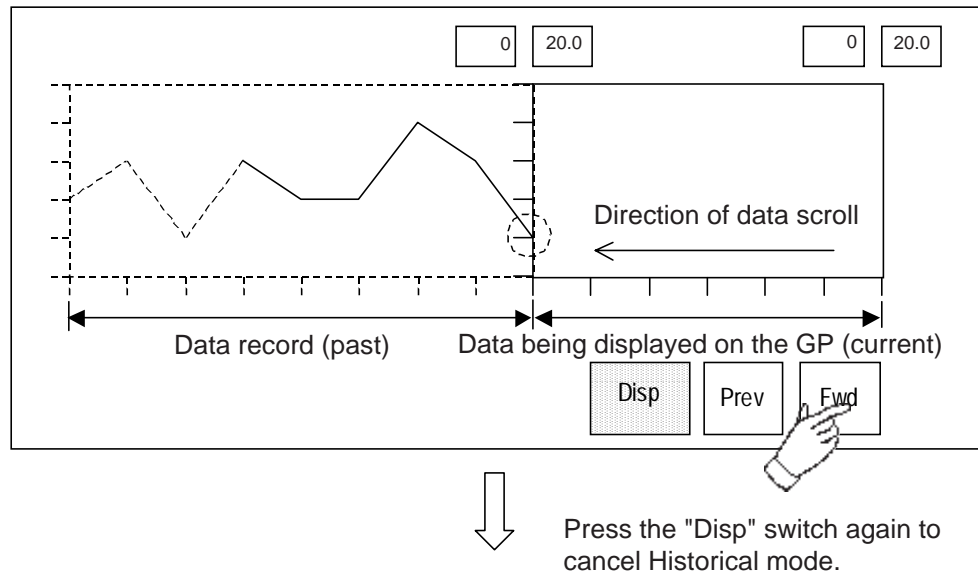 0 20.0 0 20.0
Direction of data scroll
Data record (past) Data being displayed on the GP (current)
Disp Prev Fwd
Press the "Disp" switch again to
cancel Historical mode.